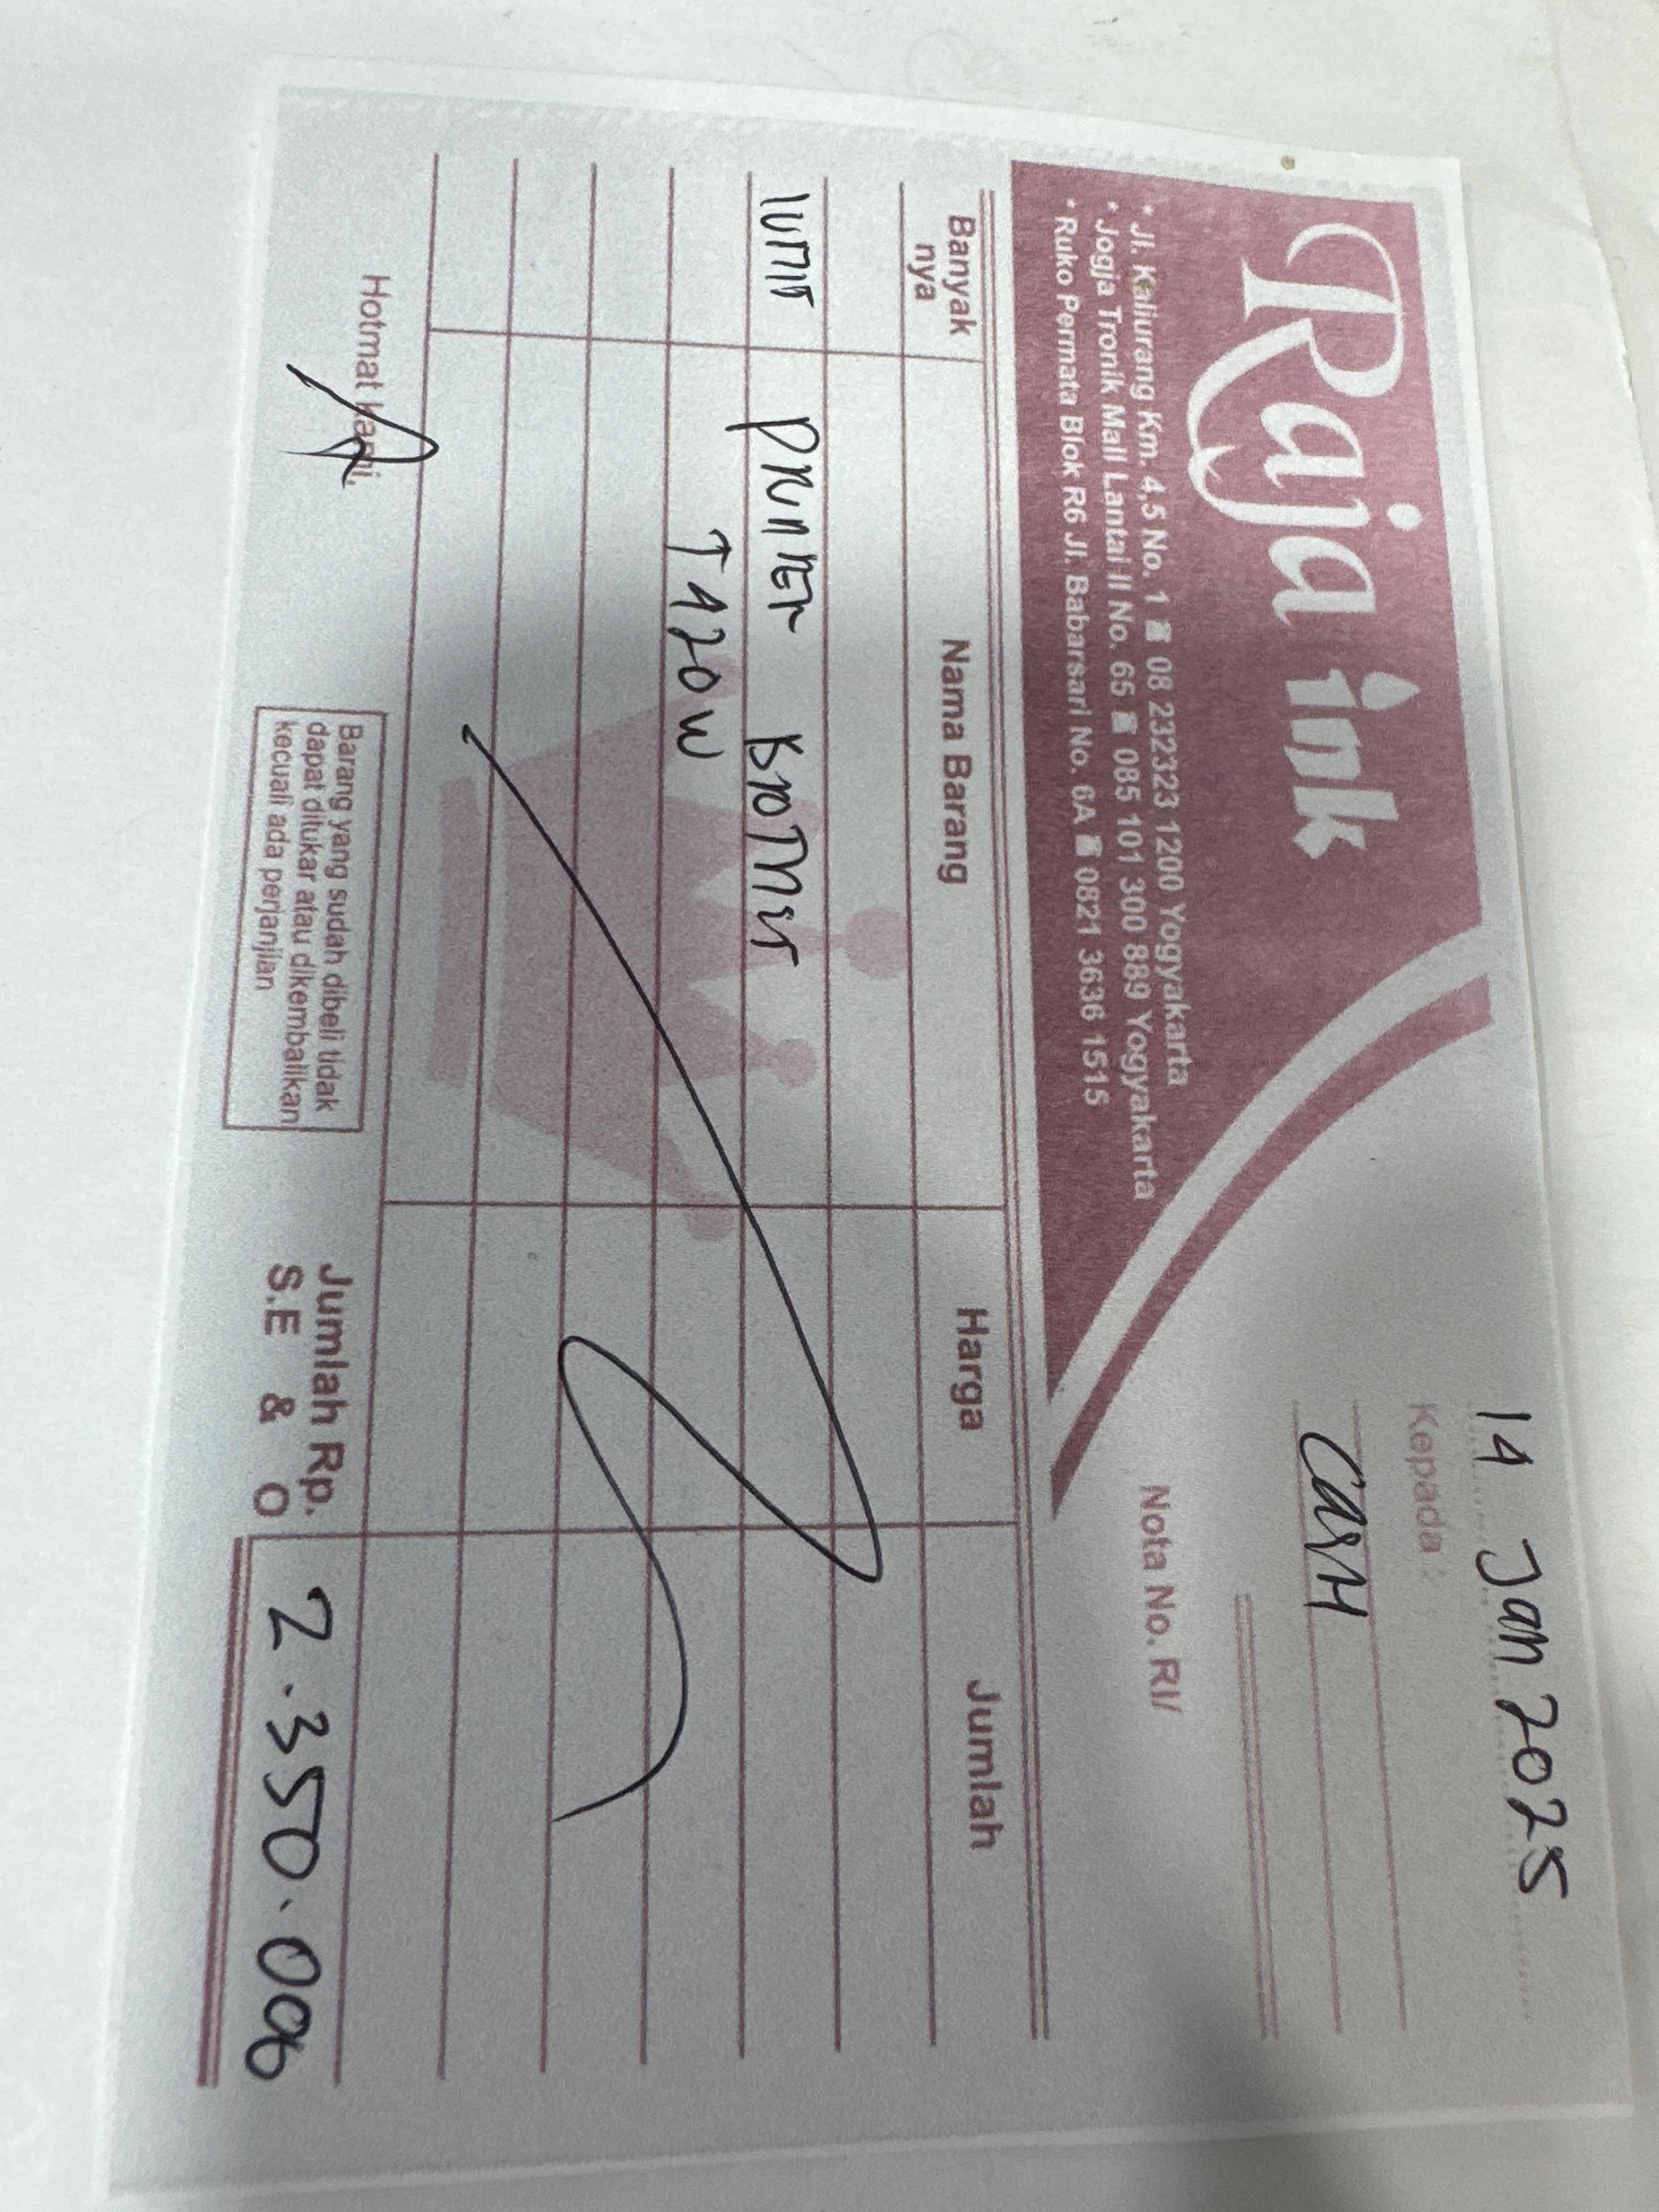 Raja ink
* Jl. Kaliurang Km. 4,5 No. 1 ☎ 08 232323 1200 Yogyakarta
* Jogja Tronik Mall Lantai II No. 65 ☎ 085 101 300 889 Yogyakarta
* Ruko Permata Blok R6 Jl. Babarsari No. 6A ☎ 0821 3636 1515
14 Jan 2025
Kepada :
CASH
Nota No. RI/
Banyak nya Nama Barang Harga Jumlah
1 UNIT PRINTER BROTHER
T420W
Hotmat kami,
Barang yang sudah dibeli tidak
dapat ditukar atau dikembalikan
kecuali ada perjanjian
Jumlah Rp. 2.350.000
S.E & O